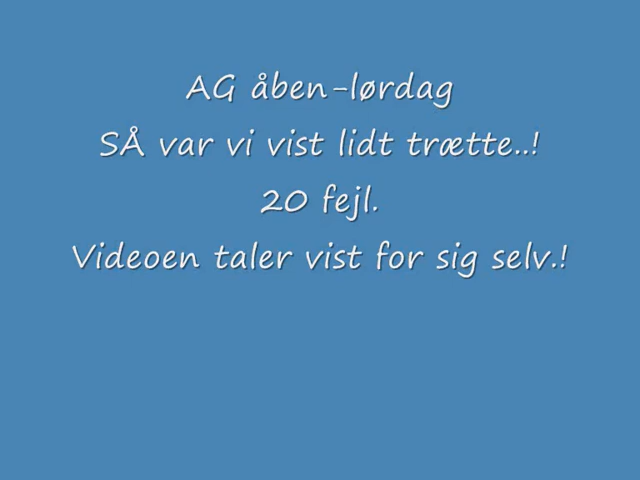 AG åben-lørdag
SÅ var vi vist lidt trætte..!
20 fejl.
Videoen taler vist for sig selv.!